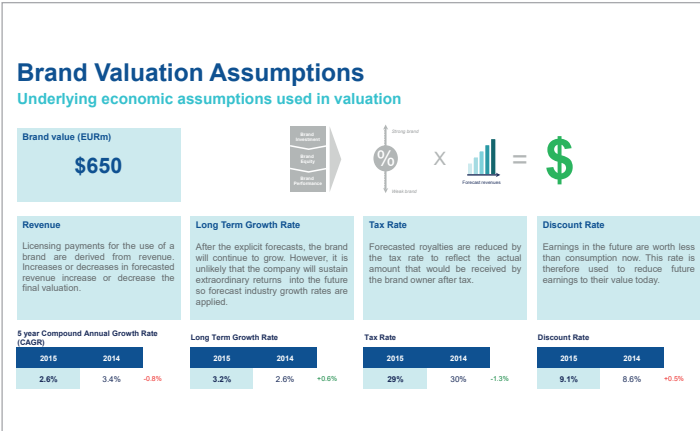 Brand Valuation Assumptions
Underlying economic assumptions used in valuation
Brand value (EURm)
$650
Brand
Investment
Brand
Equity
Brand
Performance
Strong brand
%
Weak brand
X
Forecast revenues
=
$
Revenue
Licensing payments for the use of a
brand are derived from revenue.
Increases or decreases in forecasted
revenue increase or decrease the
final valuation.
Long Term Growth Rate
After the explicit forecasts, the brand
will continue to grow. However, it is
unlikely that the company will sustain
extraordinary returns into the future
so forecast industry growth rates are
applied.
Tax Rate
Forecasted royalties are reduced by
the tax rate to reflect the actual
amount that would be received by
the brand owner after tax.
Discount Rate
Earnings in the future are worth less
than consumption now. This rate is
therefore used to reduce future
earnings to their value today.
5 year Compound Annual Growth Rate
(CAGR)
2015 2014
2.6% 3.4% -0.8%
Long Term Growth Rate
2015 2014
3.2% 2.6% +0.6%
Tax Rate
2015 2014
29% 30% -1.3%
Discount Rate
2015 2014
9.1% 8.6% +0.5%